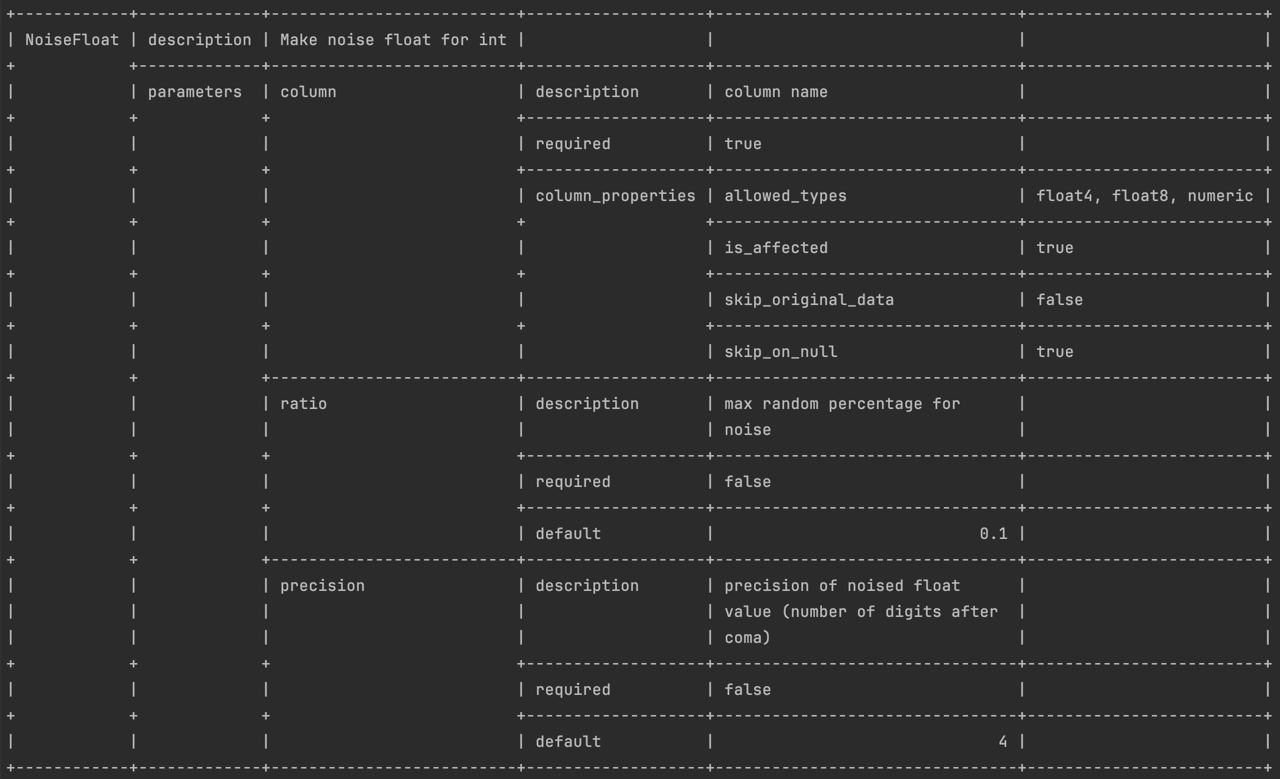 NoiseFloat description Make noise float for int
parameters column description column name
required true
column_properties allowed_types float4, float8, numeric
is_affected true
skip_original_data false
skip_on_null true
ratio description max random percentage for
noise
required false
default 0.1
precision description precision of noised float
value (number of digits after
coma)
required false
default 4